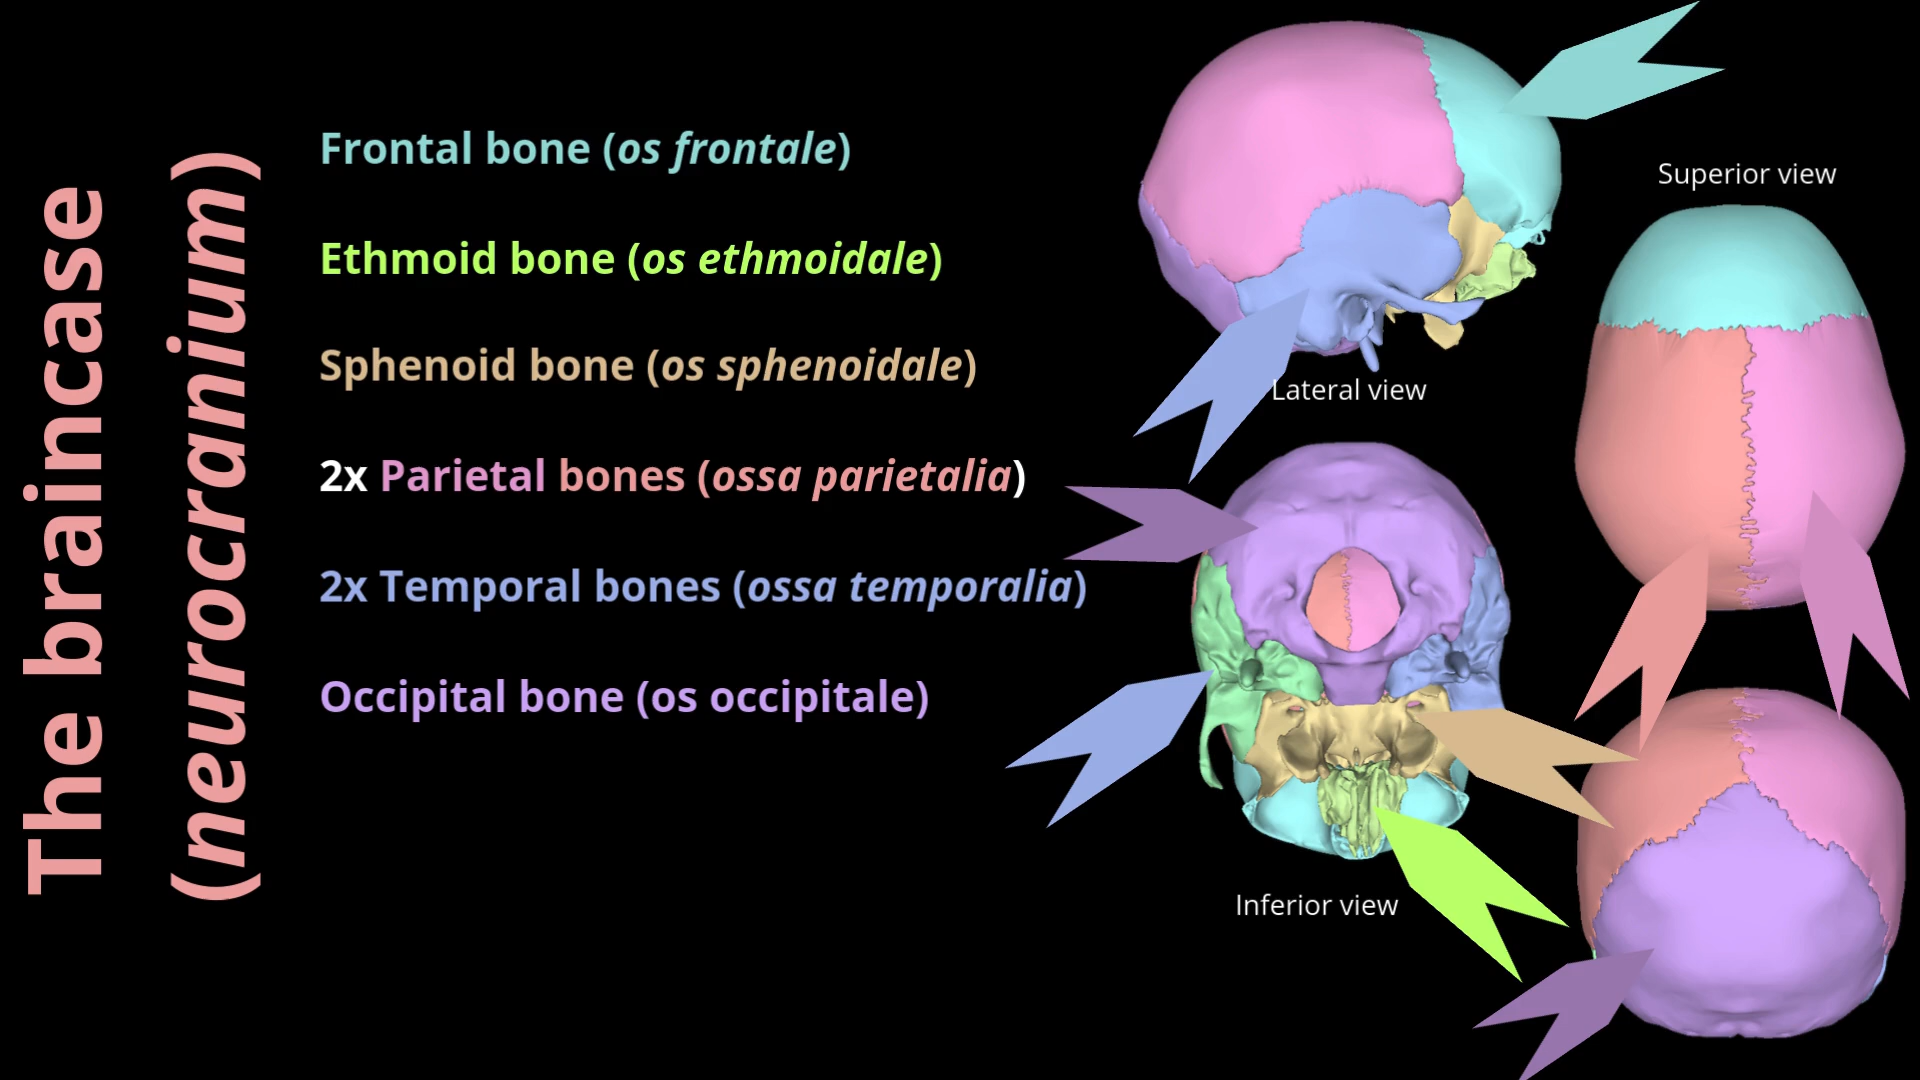 The braincase
(neurocranium)
Frontal bone (os frontale)
Ethmoid bone (os ethmoidale)
Sphenoid bone (os sphenoidale)
2x Parietal bones (ossa parietalia)
2x Temporal bones (ossa temporalia)
Occipital bone (os occipitale)
Lateral view
Superior view
Inferior view